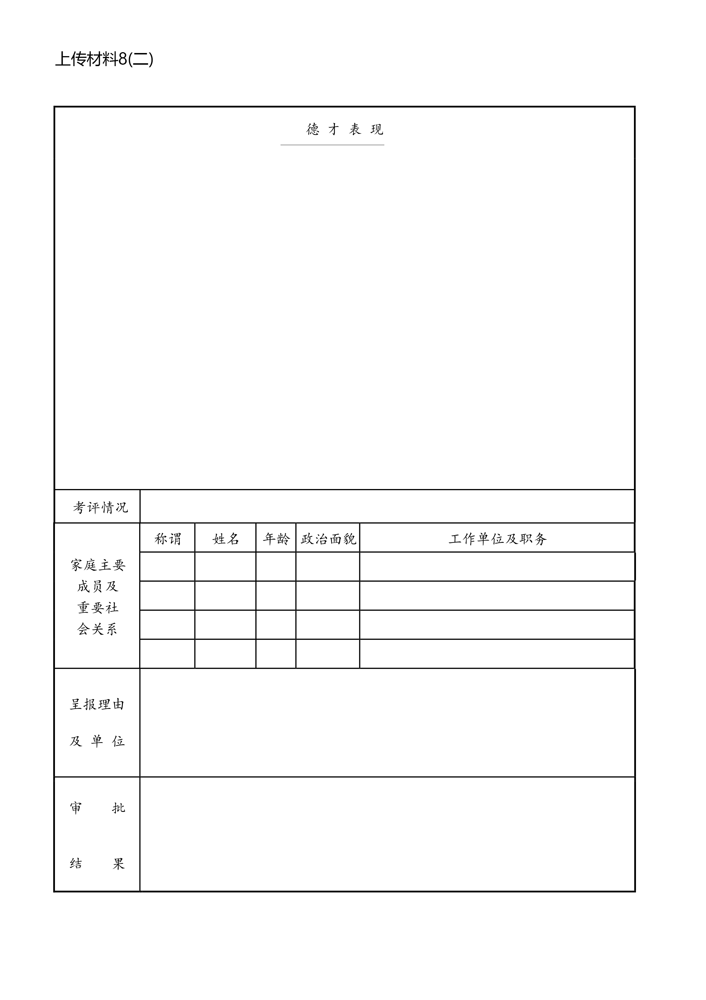 上传材料8(二)
德 才 表 现
考评情况
称谓 姓名 年龄 政治面貌 工作单位及职务
家庭主要
成员及
重要社
会关系
呈报理由
及 单 位
审 批
结 果